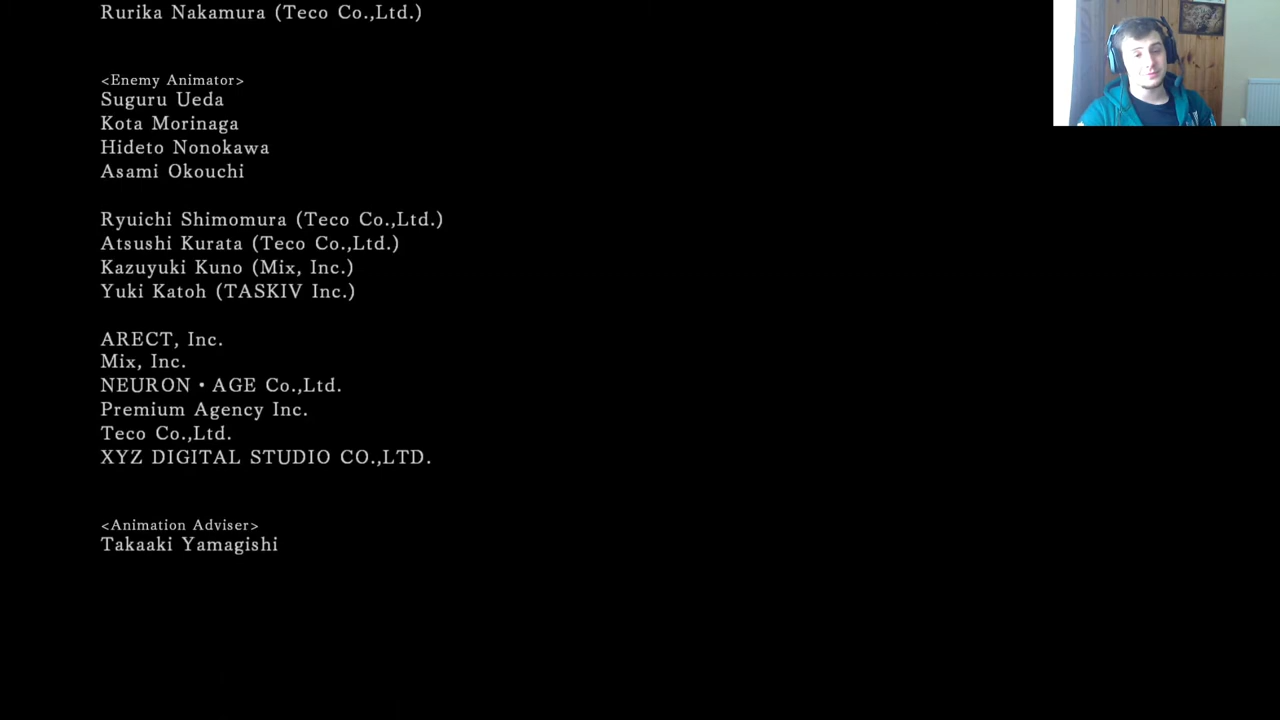 Rurika Nakamura (Teco Co.,Ltd.)
<Enemy Animator>
Suguru Ueda
Kota Morinaga
Hideto Nonokawa
Asami Okouchi
Ryuichi Shimomura (Teco Co.,Ltd.)
Atsushi Kurata (Teco Co.,Ltd.)
Kazuyuki Kuno (Mix, Inc.)
Yuki Katoh (TASKIV Inc.)
ARECT, Inc.
Mix, Inc.
NEURON・AGE Co.,Ltd.
Premium Agency Inc.
Teco Co.,Ltd.
XYZ DIGITAL STUDIO CO.,LTD.
<Animation Adviser>
Takaaki Yamagishi